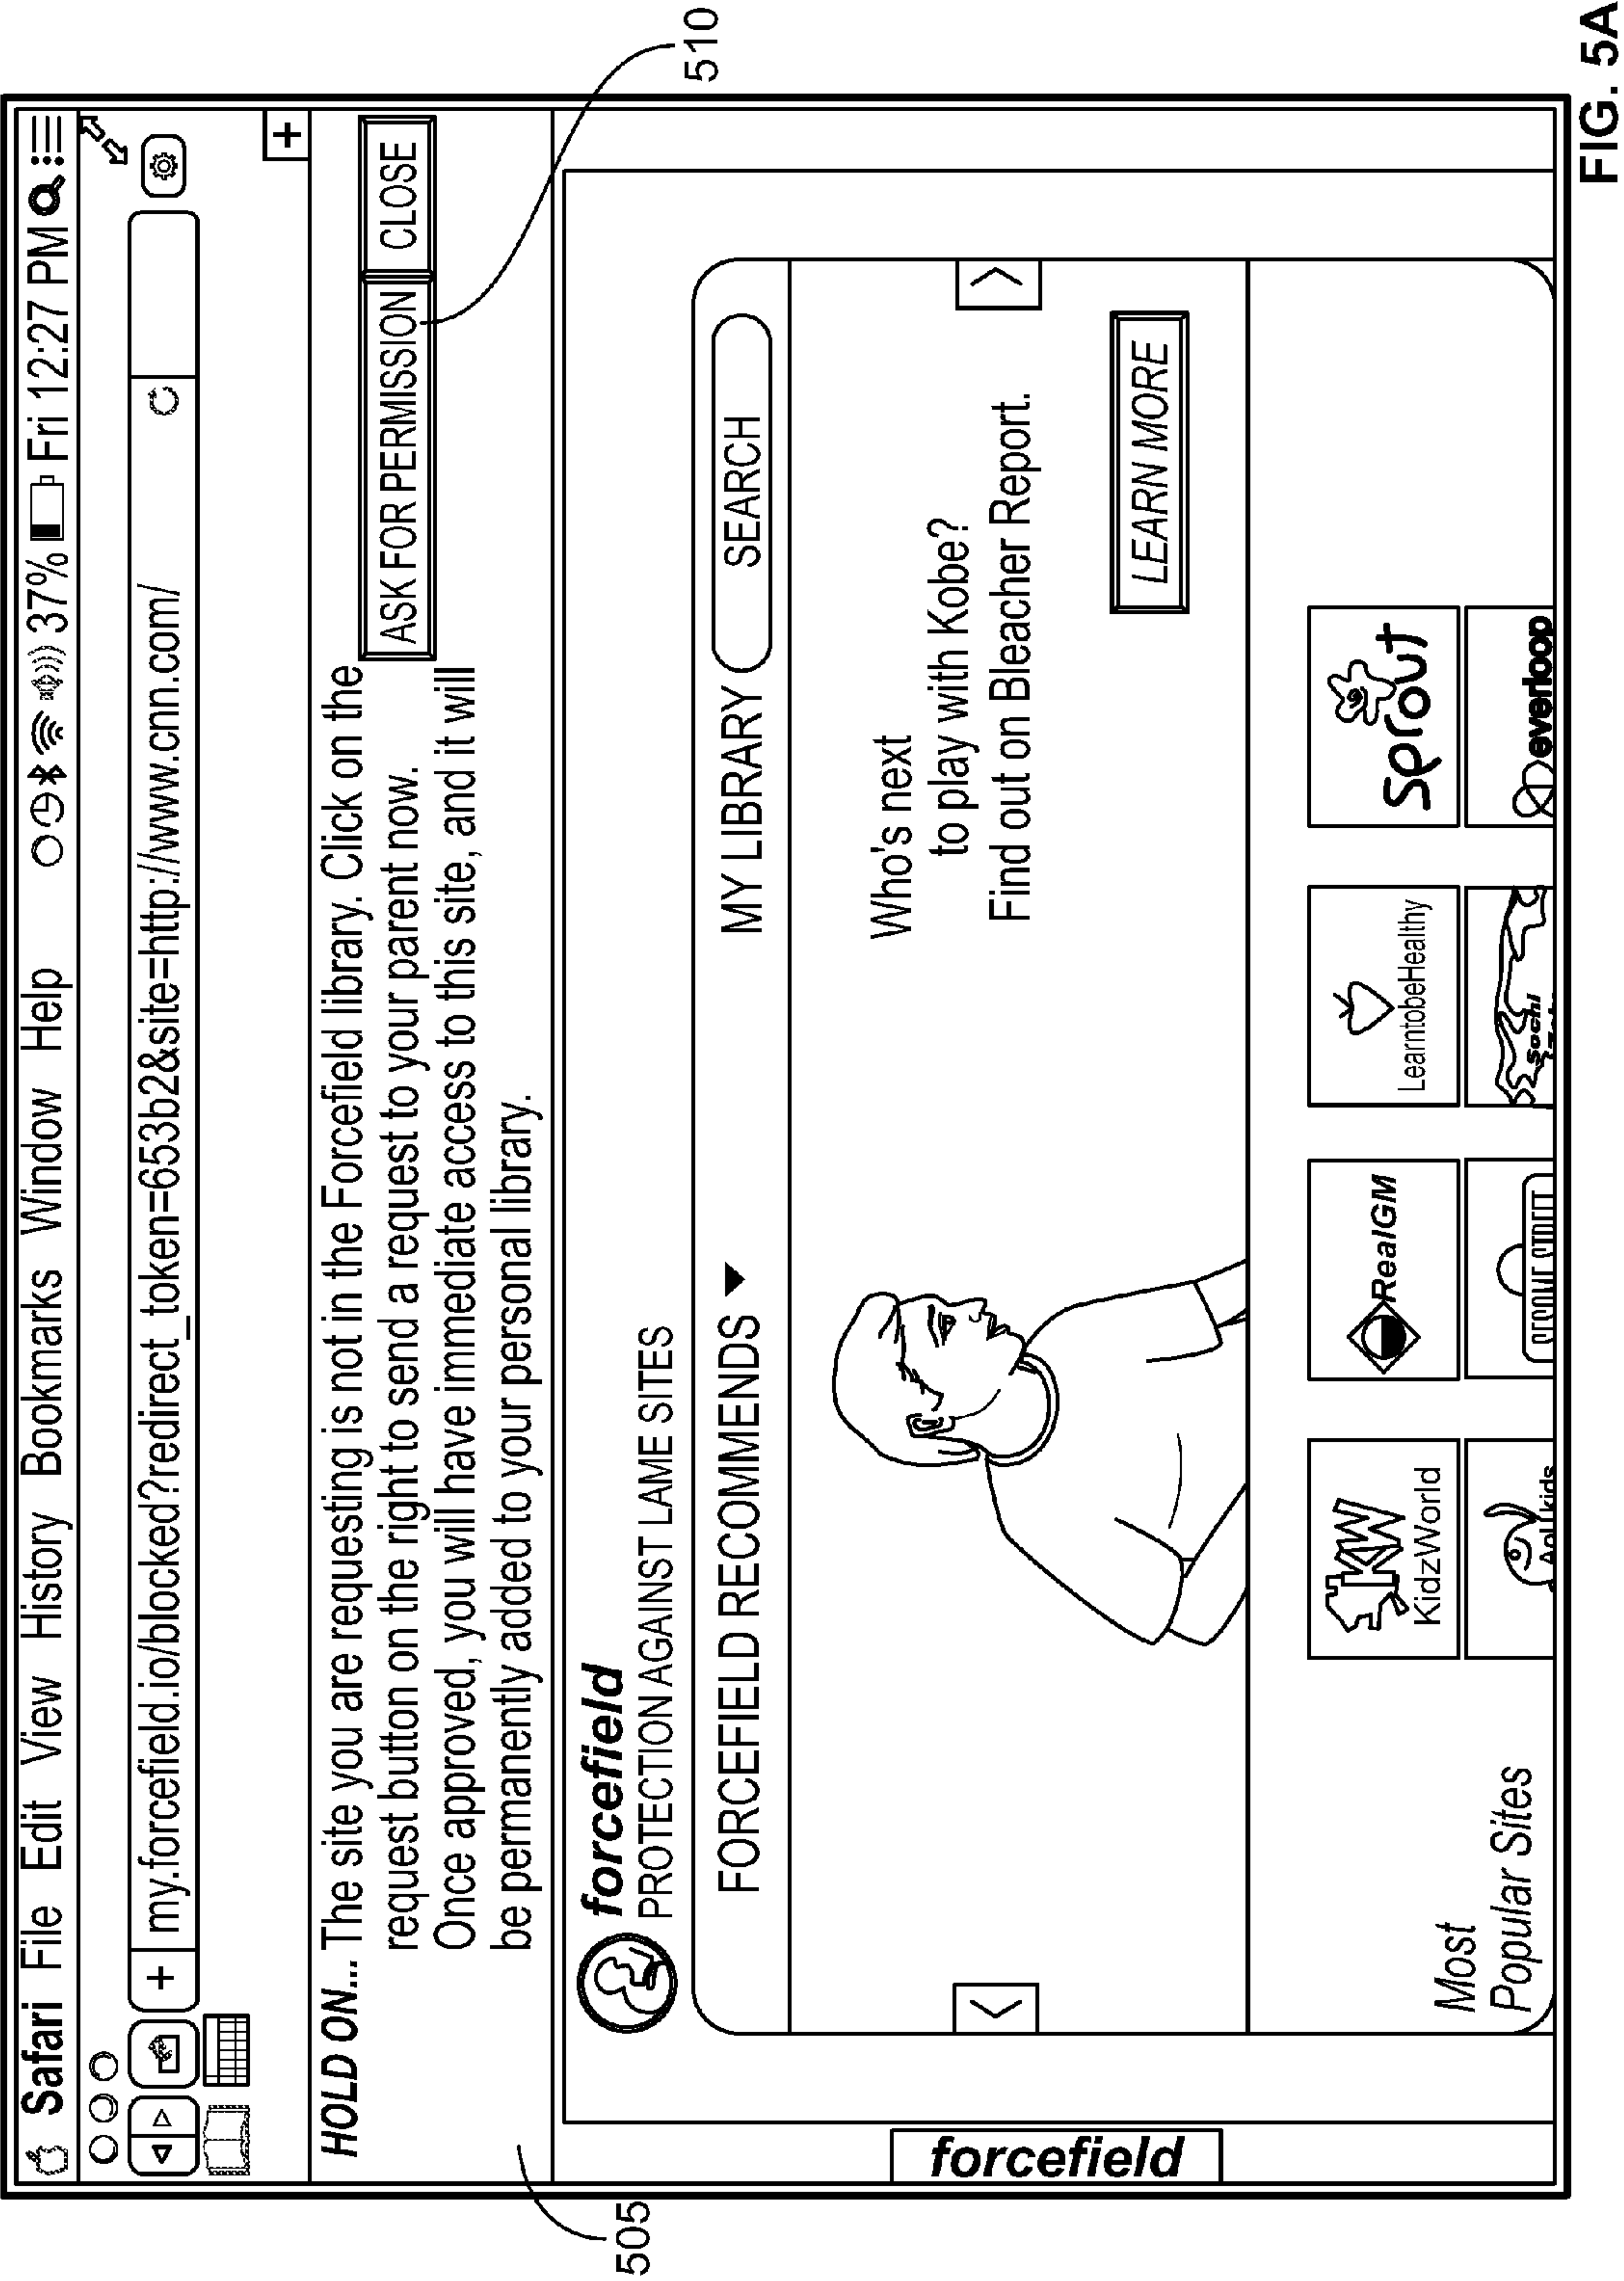 Safari File Edit View History Bookmarks Window Help 37% Fri 12:27 PM
+ my.forcefield.io/blocked?redirect_token=653b2&site=http://www.cnn.com/
+
HOLD ON... The site you are requesting is not in the Forcefield library. Click on the
request button on the right to send a request to your parent now.
Once approved, you will have immediate access to this site, and it will
be permanently added to your personal library.
ASK FOR PERMISSION CLOSE
510
505
forcefield
PROTECTION AGAINST LAME SITES
FORCEFIELD RECOMMENDS MY LIBRARY SEARCH
Who's next
to play with Kobe?
Find out on Bleacher Report.
LEARN MORE
forcefield
Most
Popular Sites
KW
KidzWorld
RealGM
LearntobeHealthy
sprout
kids
Sochi
everloop
FIG. 5A